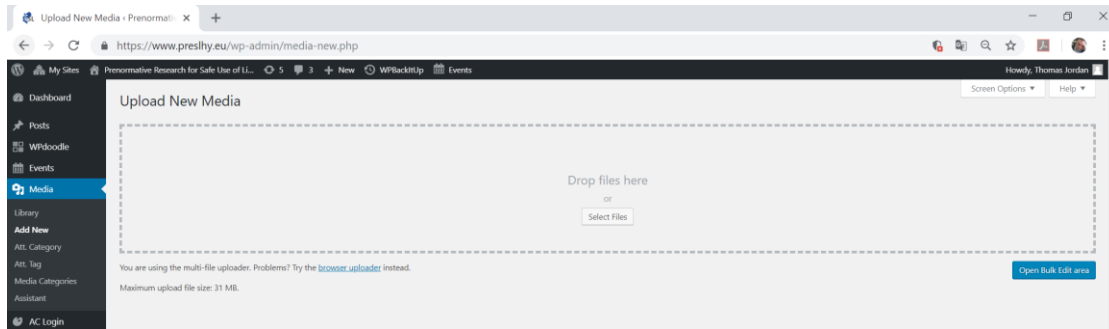 Upload New Media ‹ Prenormati
https://www.preslhy.eu/wp-admin/media-new.php
My Sites Prenormative Research for Safe Use of Li... 5 3 + New WPBackItUp Events Howdy, Thomas Jordan
Screen Options Help
Dashboard
Posts
WPdoodle
Events
Media
Library
Add New
Att. Category
Att. Tag
Media Categories
Assistant
AC Login
Upload New Media
Drop files here
or
Select Files
You are using the multi-file uploader. Problems? Try the browser uploader instead.
Open Bulk Edit area
Maximum upload file size: 31 MB.